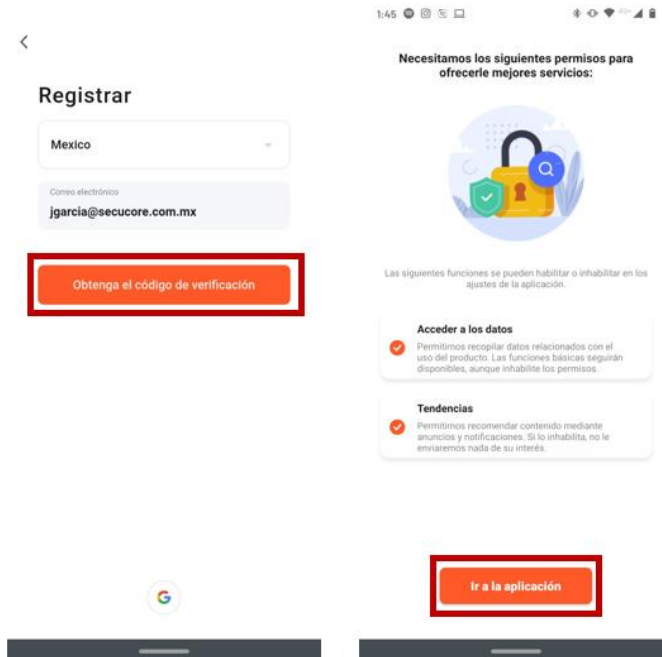 Registrar
Mexico
Correo electrónico
jgarcia@secucore.com.mx
Obtenga el código de verificación
1:45
Necesitamos los siguientes permisos para
ofrecerle mejores servicios:
Las siguientes funciones se pueden habilitar o inhabilitar en los
ajustes de la aplicación.
Acceder a los datos
Permitirnos recopilar datos relacionados con el
uso del producto. Las funciones básicas seguirán
disponibles, aunque inhabilite los permisos.
Tendencias
Permitirnos recomendar contenido mediante
anuncios y notificaciones. Si lo inhabilita, no le
enviaremos nada de su interés.
Ir a la aplicación